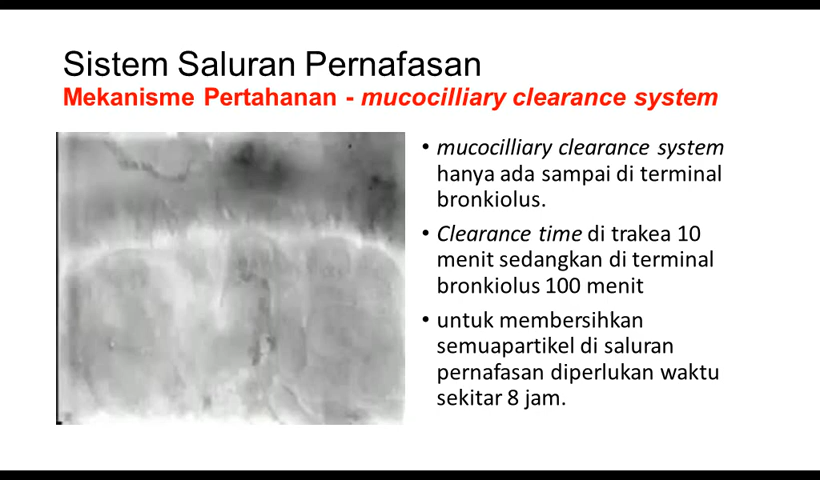 Sistem Saluran Pernafasan
Mekanisme Pertahanan - mucocilliary clearance system
• mucocilliary clearance system
hanya ada sampai di terminal
bronkiolus.
• Clearance time di trakea 10
menit sedangkan di terminal
bronkiolus 100 menit
• untuk membersihkan
semuapartikel di saluran
pernafasan diperlukan waktu
sekitar 8 jam.